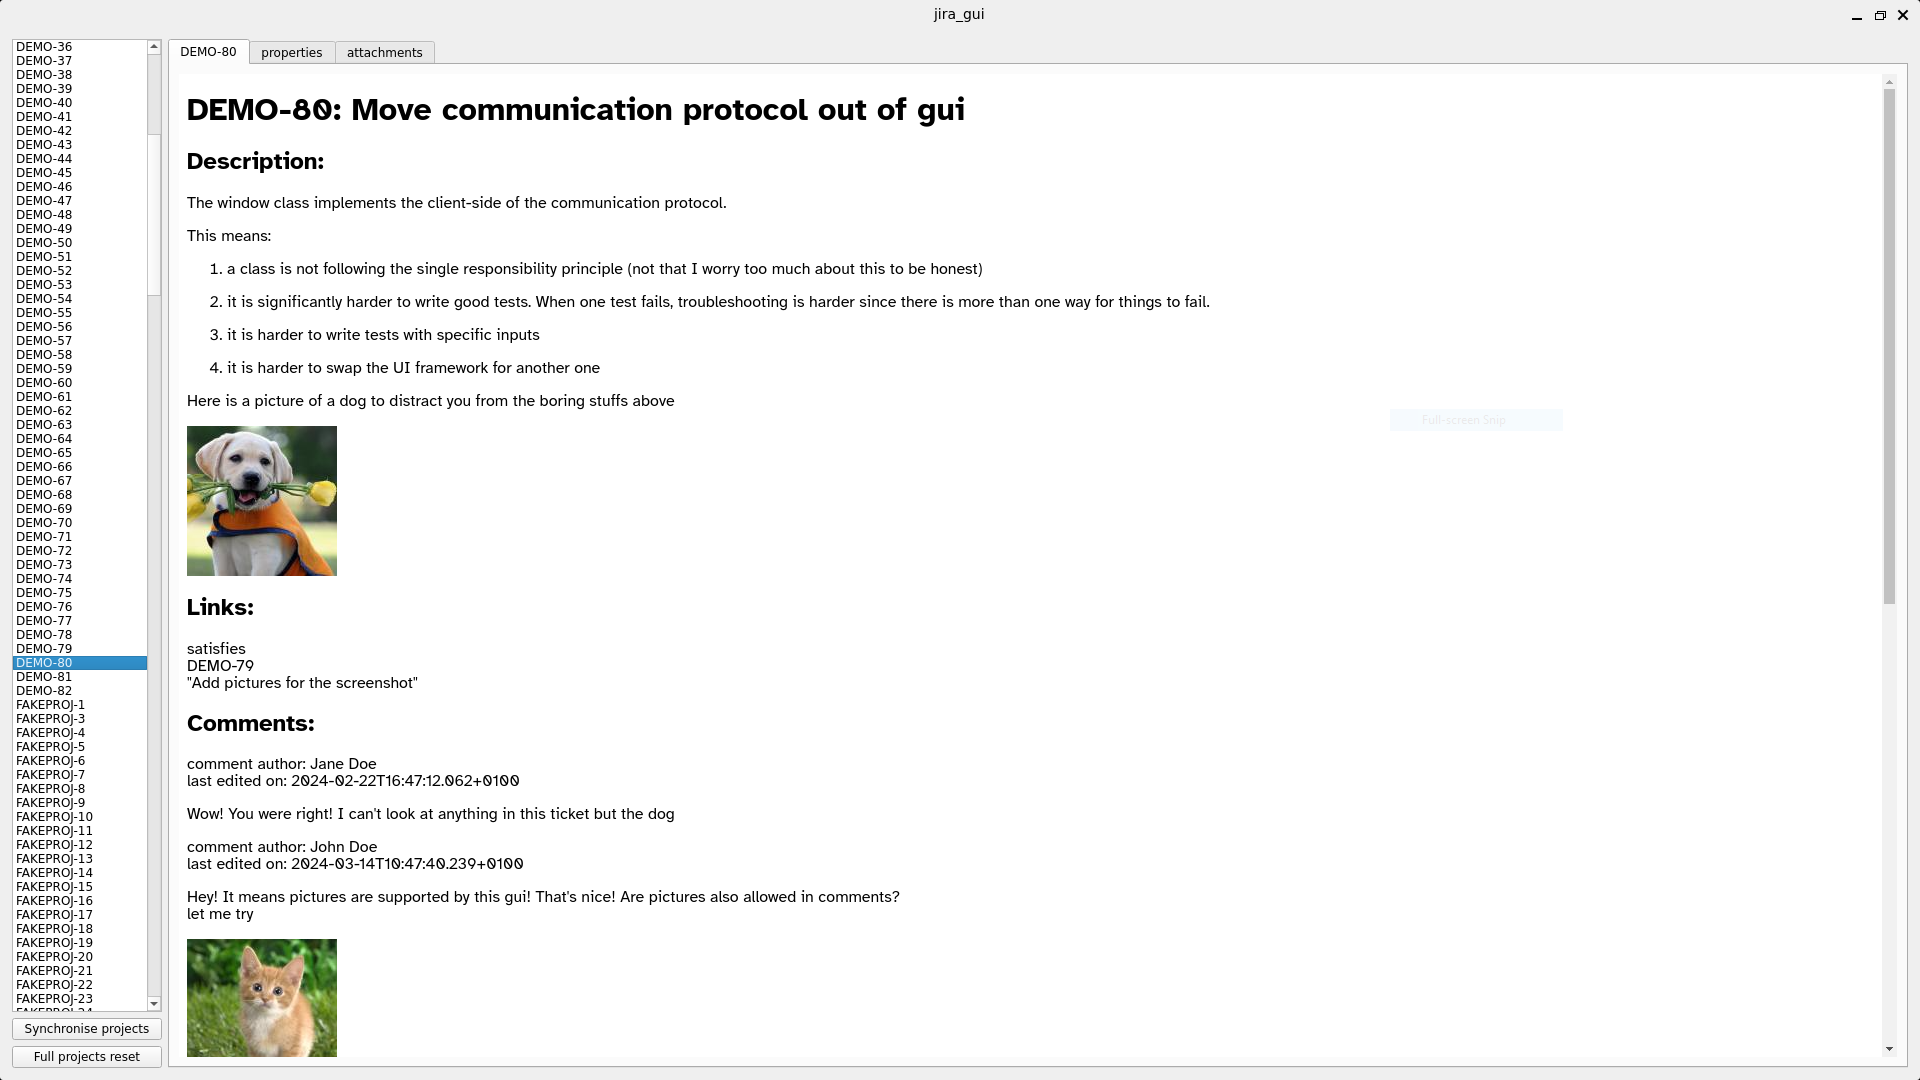 jira_gui
DEMO-36
DEMO-37
DEMO-38
DEMO-39
DEMO-40
DEMO-41
DEMO-42
DEMO-43
DEMO-44
DEMO-45
DEMO-46
DEMO-47
DEMO-48
DEMO-49
DEMO-50
DEMO-51
DEMO-52
DEMO-53
DEMO-54
DEMO-55
DEMO-56
DEMO-57
DEMO-58
DEMO-59
DEMO-60
DEMO-61
DEMO-62
DEMO-63
DEMO-64
DEMO-65
DEMO-66
DEMO-67
DEMO-68
DEMO-69
DEMO-70
DEMO-71
DEMO-72
DEMO-73
DEMO-74
DEMO-75
DEMO-76
DEMO-77
DEMO-78
DEMO-79
DEMO-80
DEMO-81
DEMO-82
FAKEPROJ-1
FAKEPROJ-3
FAKEPROJ-4
FAKEPROJ-5
FAKEPROJ-6
FAKEPROJ-7
FAKEPROJ-8
FAKEPROJ-9
FAKEPROJ-10
FAKEPROJ-11
FAKEPROJ-12
FAKEPROJ-13
FAKEPROJ-14
FAKEPROJ-15
FAKEPROJ-16
FAKEPROJ-17
FAKEPROJ-18
FAKEPROJ-19
FAKEPROJ-20
FAKEPROJ-21
FAKEPROJ-22
FAKEPROJ-23
Synchronise projects
Full projects reset
DEMO-80 properties attachments
DEMO-80: Move communication protocol out of gui
Description:
The window class implements the client-side of the communication protocol.
This means:
1. a class is not following the single responsibility principle (not that I worry too much about this to be honest)
2. it is significantly harder to write good tests. When one test fails, troubleshooting is harder since there is more than one way for things to fail.
3. it is harder to write tests with specific inputs
4. it is harder to swap the UI framework for another one
Here is a picture of a dog to distract you from the boring stuffs above
Full-screen Snip
Links:
satisfies
DEMO-79
"Add pictures for the screenshot"
Comments:
comment author: Jane Doe
last edited on: 2024-02-22T16:47:12.062+0100
Wow! You were right! I can't look at anything in this ticket but the dog
comment author: John Doe
last edited on: 2024-03-14T10:47:40.239+0100
Hey! It means pictures are supported by this gui! That's nice! Are pictures also allowed in comments?
let me try